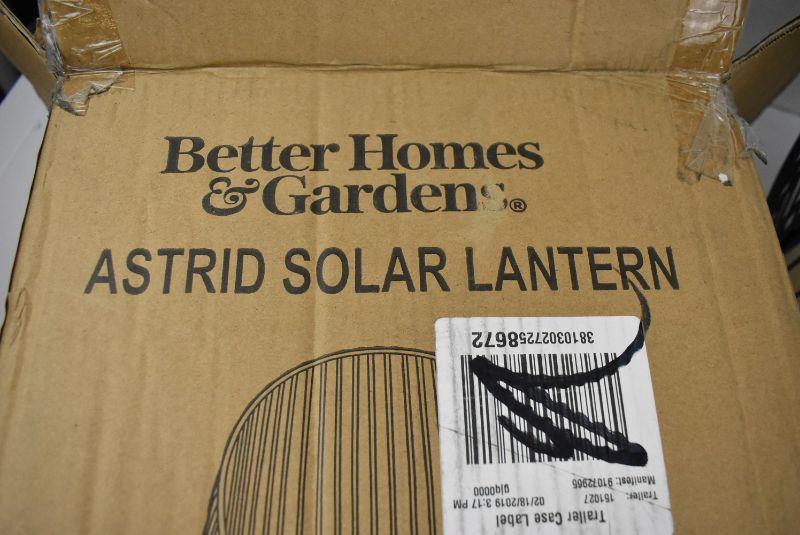 Better Homes
& Gardens®
ASTRID SOLAR LANTERN
Trailer Case Label
02/18/2019 3:17 PM
glq0000
Trailer: 151027
Manifest: 91072965
38103027258672